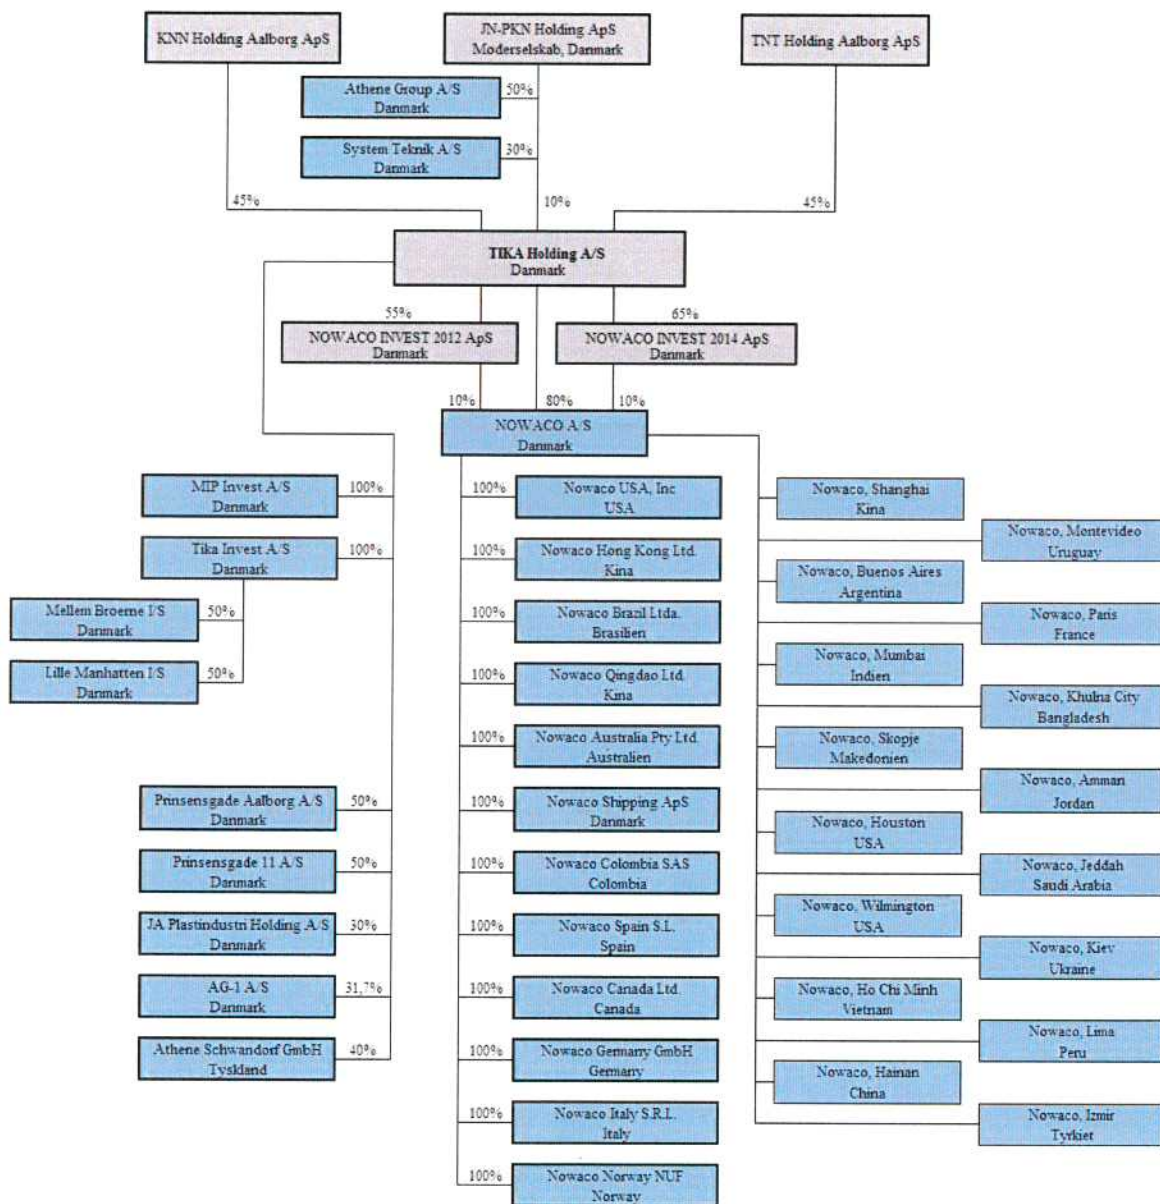 KNN Holding Aalborg ApS
JN-PKN Holding ApS
Moderselskab, Danmark
TNT Holding Aalborg ApS
Athene Group A/S
Danmark
50%
System Teknik A/S
Danmark
30%
45%
10%
45%
TIKA Holding A/S
Danmark
55%
65%
NOWACO INVEST 2012 ApS
Danmark
NOWACO INVEST 2014 ApS
Danmark
10%
80%
10%
NOWACO A/S
Danmark
MIP Invest A/S
Danmark
100%
Tika Invest A/S
Danmark
100%
Mellem Broerne I/S
Danmark
50%
Lille Manhatten I/S
Danmark
50%
Prinsensgade Aalborg A/S
Danmark
50%
Prinsensgade 11 A/S
Danmark
50%
JA Plastindustri Holding A/S
Danmark
30%
AG-1 A/S
Danmark
31,7%
Athene Schwandorf GmbH
Tyskland
40%
100%
Nowaco USA, Inc
USA
100%
Nowaco Hong Kong Ltd.
Kina
100%
Nowaco Brazil Ltda.
Brasilien
100%
Nowaco Qingdao Ltd.
Kina
100%
Nowaco Australia Pty Ltd.
Australien
100%
Nowaco Shipping ApS
Danmark
100%
Nowaco Colombia SAS
Colombia
100%
Nowaco Spain S.L.
Spain
100%
Nowaco Canada Ltd.
Canada
100%
Nowaco Germany GmbH
Germany
100%
Nowaco Italy S.R.L.
Italy
100%
Nowaco Norway NUF
Norway
Nowaco, Shanghai
Kina
Nowaco, Montevideo
Uruguay
Nowaco, Buenos Aires
Argentina
Nowaco, Paris
France
Nowaco, Mumbai
Indien
Nowaco, Khulna City
Bangladesh
Nowaco, Skopje
Makedonien
Nowaco, Amman
Jordan
Nowaco, Houston
USA
Nowaco, Jeddah
Saudi Arabia
Nowaco, Wilmington
USA
Nowaco, Kiev
Ukraine
Nowaco, Ho Chi Minh
Vietnam
Nowaco, Lima
Peru
Nowaco, Hainan
China
Nowaco, Izmir
Tyrkiet